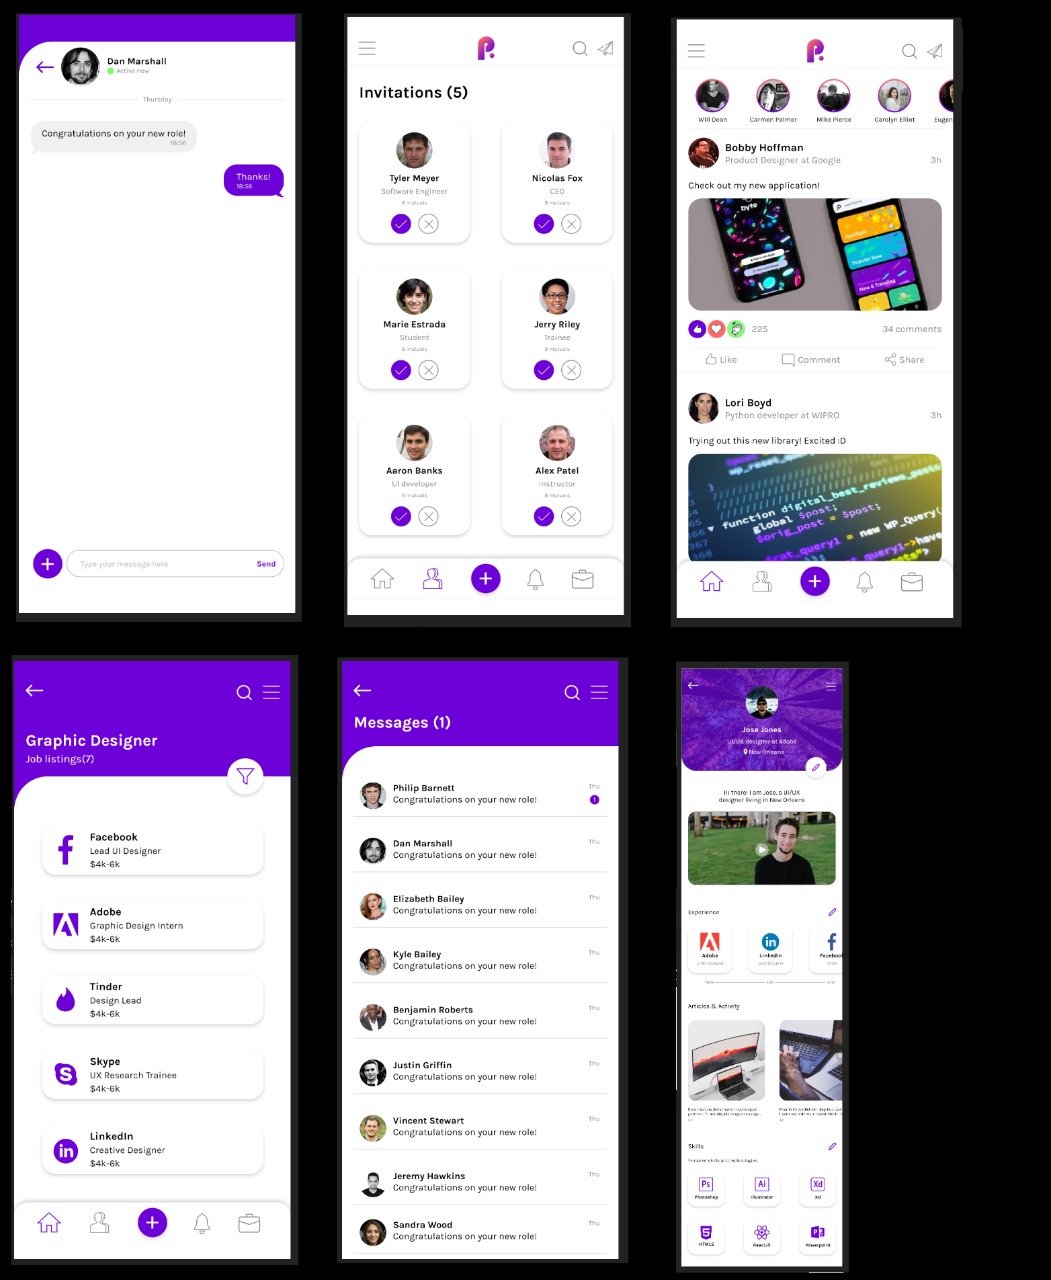 Dan Marshall
Active now
Thursday
Congratulations on your new role!
18:56
Thanks!
18:56
Type your message here
Send
Invitations (5)
Tyler Meyer
Software Engineer
8 mutuals
Nicolas Fox
CEO
8 mutuals
Marie Estrada
Student
8 mutuals
Jerry Riley
Trainee
8 mutuals
Aaron Banks
UI developer
8 mutuals
Alex Patel
Instructor
8 mutuals
Will Dean
Carmen Palmer
Mike Pierce
Carolyn Elliot
Eugen
Bobby Hoffman
Product Designer at Google
3h
Check out my new application!
byte
Spotlight
Popular Now
New & Trending
225
34 comments
Like
Comment
Share
Lori Boyd
Python developer at WIPRO
3h
Trying out this new library! Excited :D
function digital_best_reviews_posts
global $post;
$orig_post = $post;
= new WP_Query(
Graphic Designer
Job listings(7)
Facebook
Lead UI Designer
$4k-6k
Adobe
Graphic Design Intern
$4k-6k
Tinder
Design Lead
$4k-6k
Skype
UX Research Trainee
$4k-6k
LinkedIn
Creative Designer
$4k-6k
Messages (1)
Philip Barnett
Thu
Congratulations on your new role!
1
Dan Marshall
Thu
Congratulations on your new role!
Elizabeth Bailey
Thu
Congratulations on your new role!
Kyle Bailey
Thu
Congratulations on your new role!
Benjamin Roberts
Thu
Congratulations on your new role!
Justin Griffin
Thu
Congratulations on your new role!
Vincent Stewart
Thu
Congratulations on your new role!
Jeremy Hawkins
Thu
Congratulations on your new role!
Sandra Wood
Thu
Congratulations on your new role!
Jose Jones
UI/UX designer at Adobe
New Orleans
Hi there! I am Jose, a UI/UX
designer living in New Orleans
Experience
Adobe
LinkedIn
Facebook
Articles & Activity
Skills
Featured skills and technologies
Ps
Photoshop
Ai
Illustrator
Xd
Xd
HTML5
ReactJS
Powerpoint